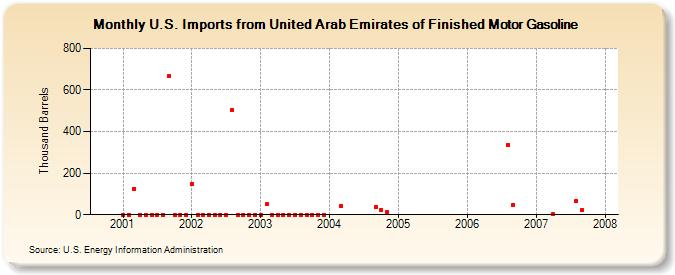 Monthly U.S. Imports from United Arab Emirates of Finished Motor Gasoline
Thousand Barrels
800
600
400
200
0
2001 2002 2003 2004 2005 2006 2007 2008
Source: U.S. Energy Information Administration